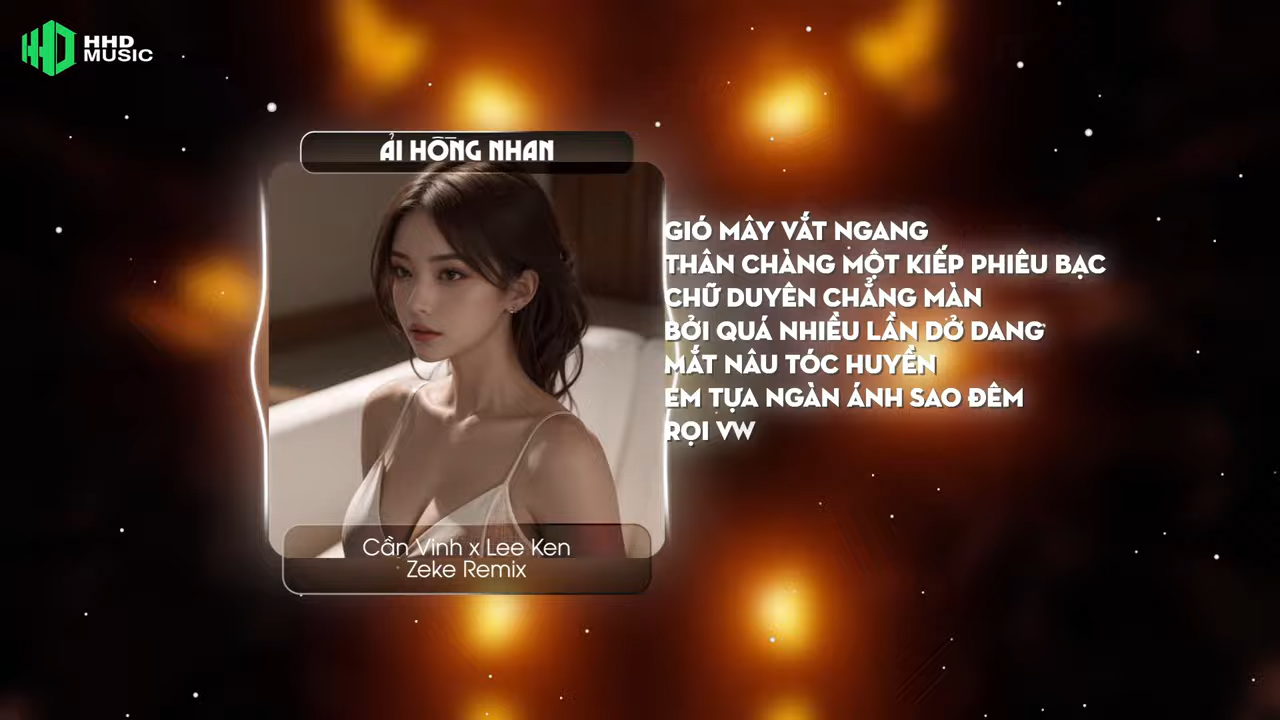 HHD
MUSIC
ẢI HỒNG NHAN
GIÓ MÂY VẮT NGANG
THÂN CHÀNG MỘT KIẾP PHIÊU BẠC
CHỮ DUYÊN CHẲNG MÀN
BỞI QUÁ NHIỀU LẦN DỞ DANG
MẮT NÂU TÓC HUYỀN
EM TỰA NGÀN ÁNH SAO ĐÊM
RỌI VW
Cần Vinh x Lee Ken
Zeke Remix